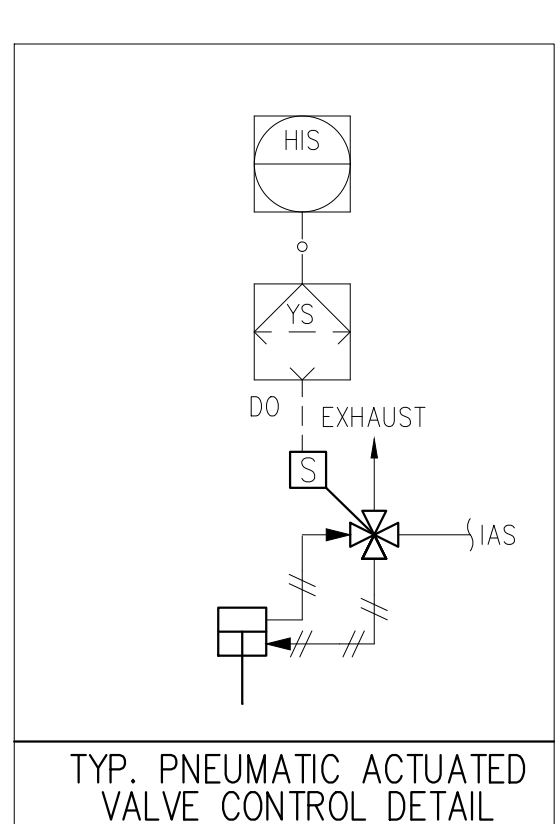 HIS
YS
DO
EXHAUST
S
IAS
TYP. PNEUMATIC ACTUATED
VALVE CONTROL DETAIL